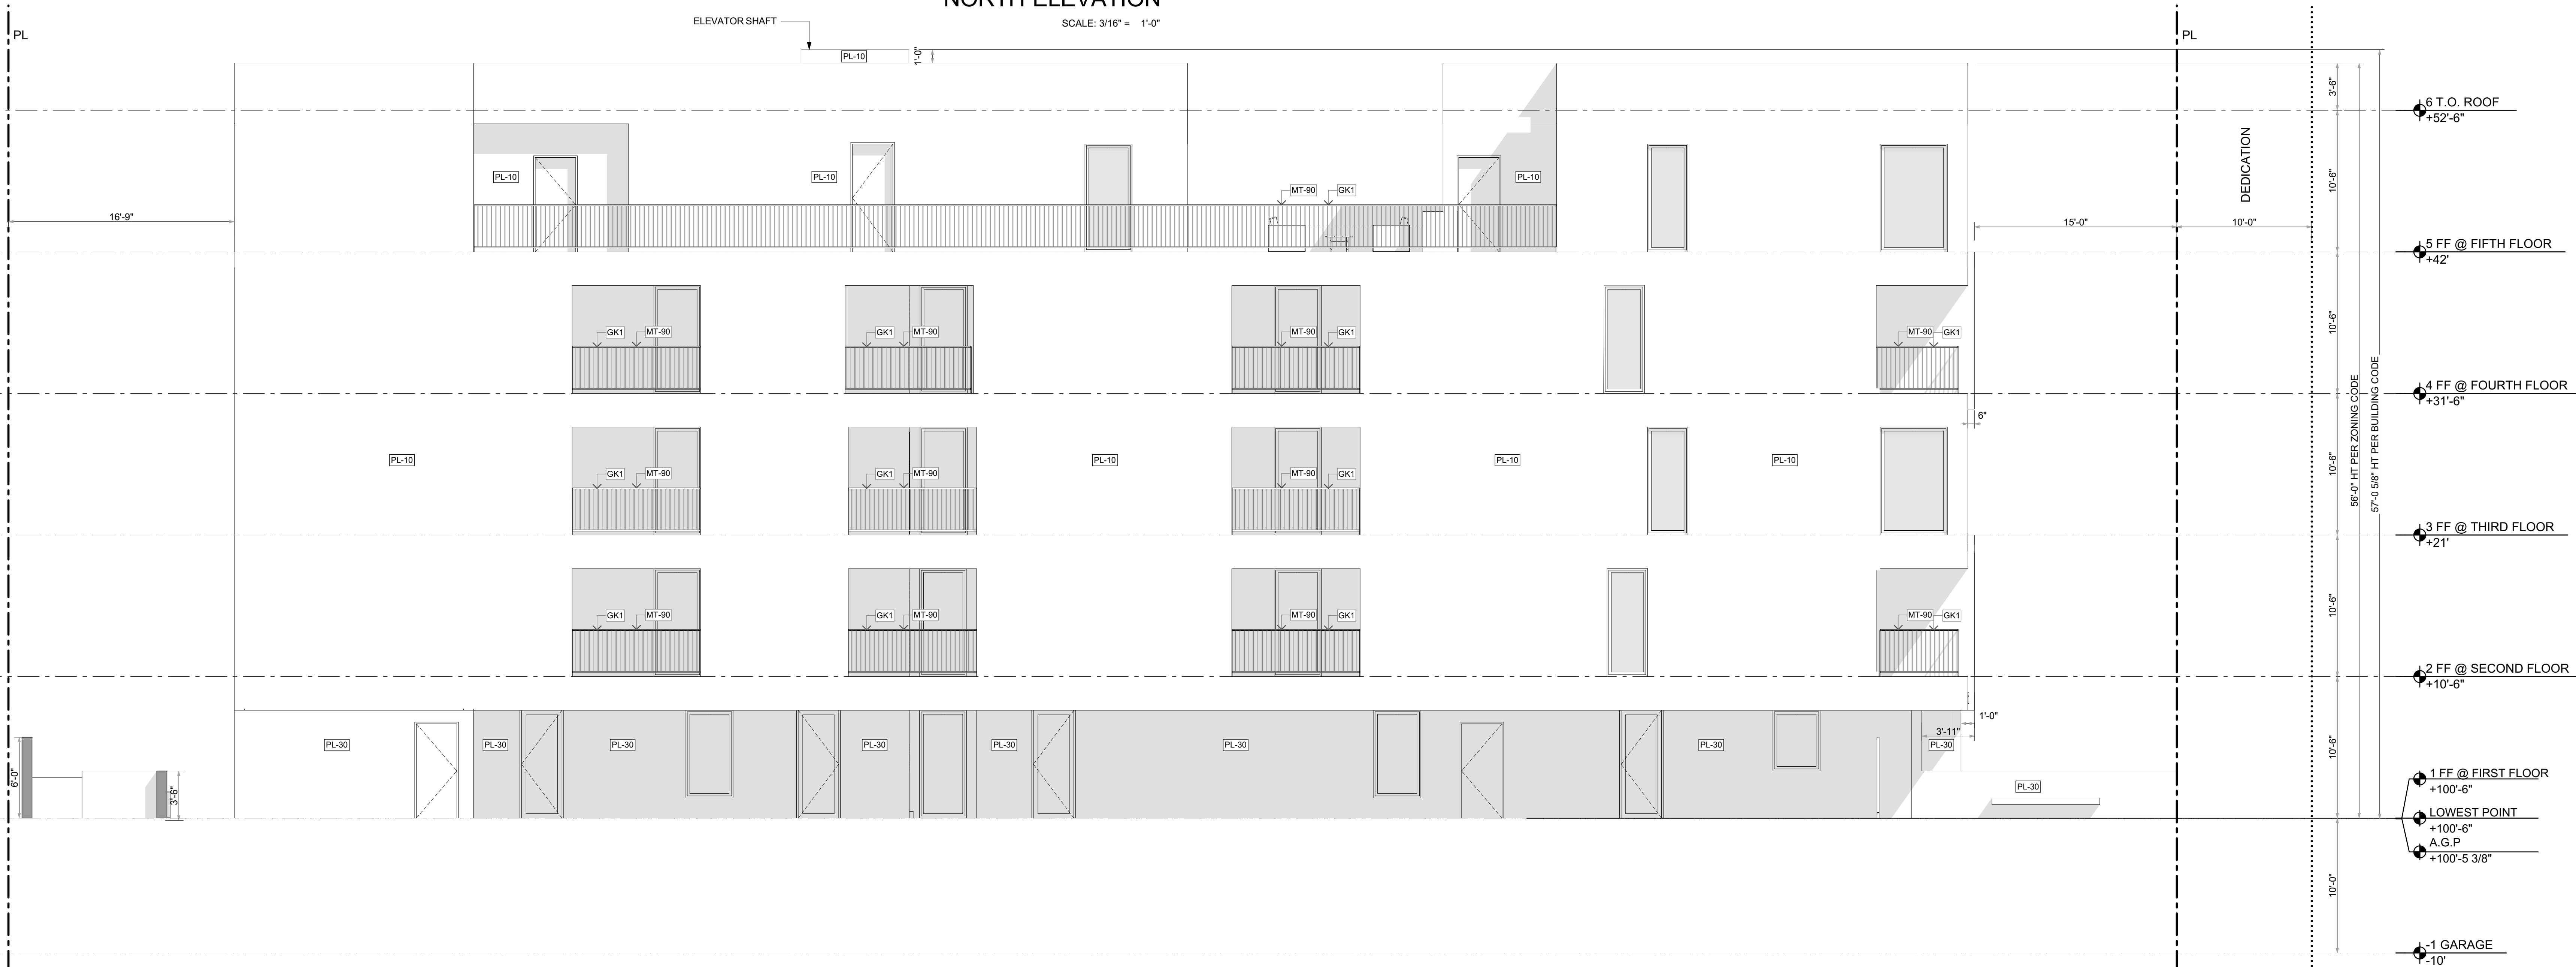 NORTH ELEVATION
SCALE: 3/16" = 1'-0"
ELEVATOR SHAFT
PL
PL
PL-10
1'-0"
3'-6"
6 T.O. ROOF
+52'-6"
DEDICATION
PL-10
PL-10
PL-10
10'-6"
MT-90
GK1
16'-9"
15'-0"
10'-0"
5 FF @ FIFTH FLOOR
+42'
GK1
MT-90
GK1
MT-90
MT-90
GK1
MT-90
GK1
10'-6"
4 FF @ FOURTH FLOOR
+31'-6"
56'-0" HT PER ZONING CODE
57'-0 5/8" HT PER BUILDING CODE
6"
PL-10
PL-10
PL-10
PL-10
GK1
MT-90
GK1
MT-90
MT-90
GK1
10'-6"
3 FF @ THIRD FLOOR
+21'
GK1
MT-90
GK1
MT-90
MT-90
GK1
MT-90
GK1
10'-6"
2 FF @ SECOND FLOOR
+10'-6"
1'-0"
3'-11"
PL-30
PL-30
PL-30
PL-30
PL-30
PL-30
PL-30
PL-30
10'-6"
6'-0"
3'-6"
PL-30
1 FF @ FIRST FLOOR
+100'-6"
LOWEST POINT
+100'-6"
A.G.P
+100'-5 3/8"
10'-0"
-1 GARAGE
-10'